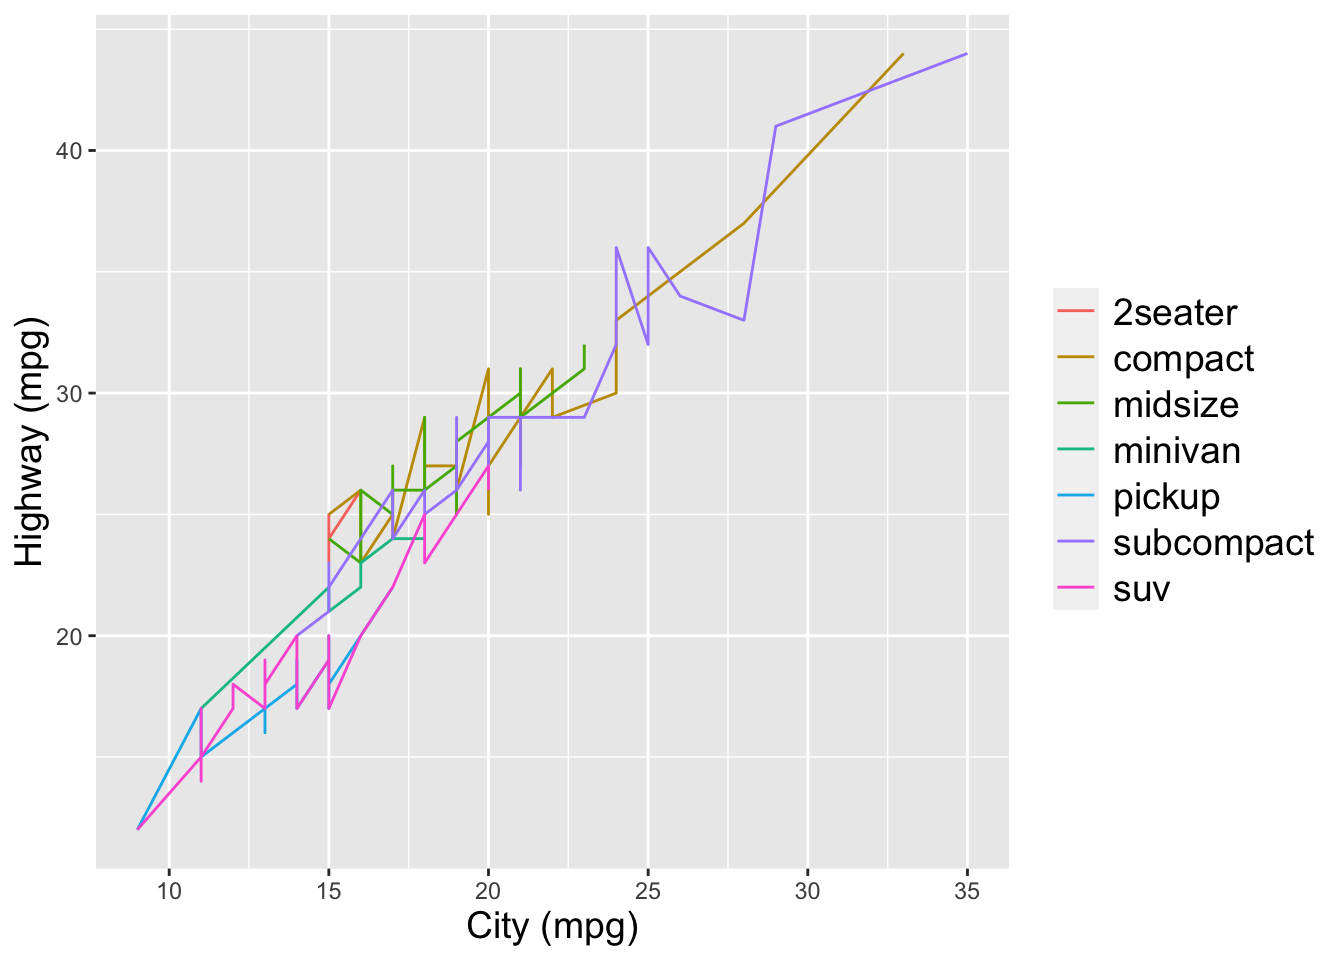 Highway (mpg)
40
30
20
10 15 20 25 30 35
City (mpg)
2seater
compact
midsize
minivan
pickup
subcompact
suv